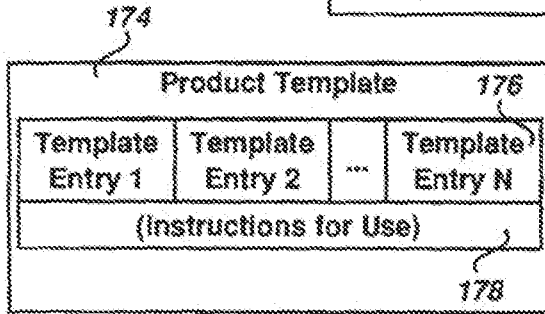 174
Product Template 176
Template Template ... Template
Entry 1 Entry 2 Entry N
(Instructions for Use)
178